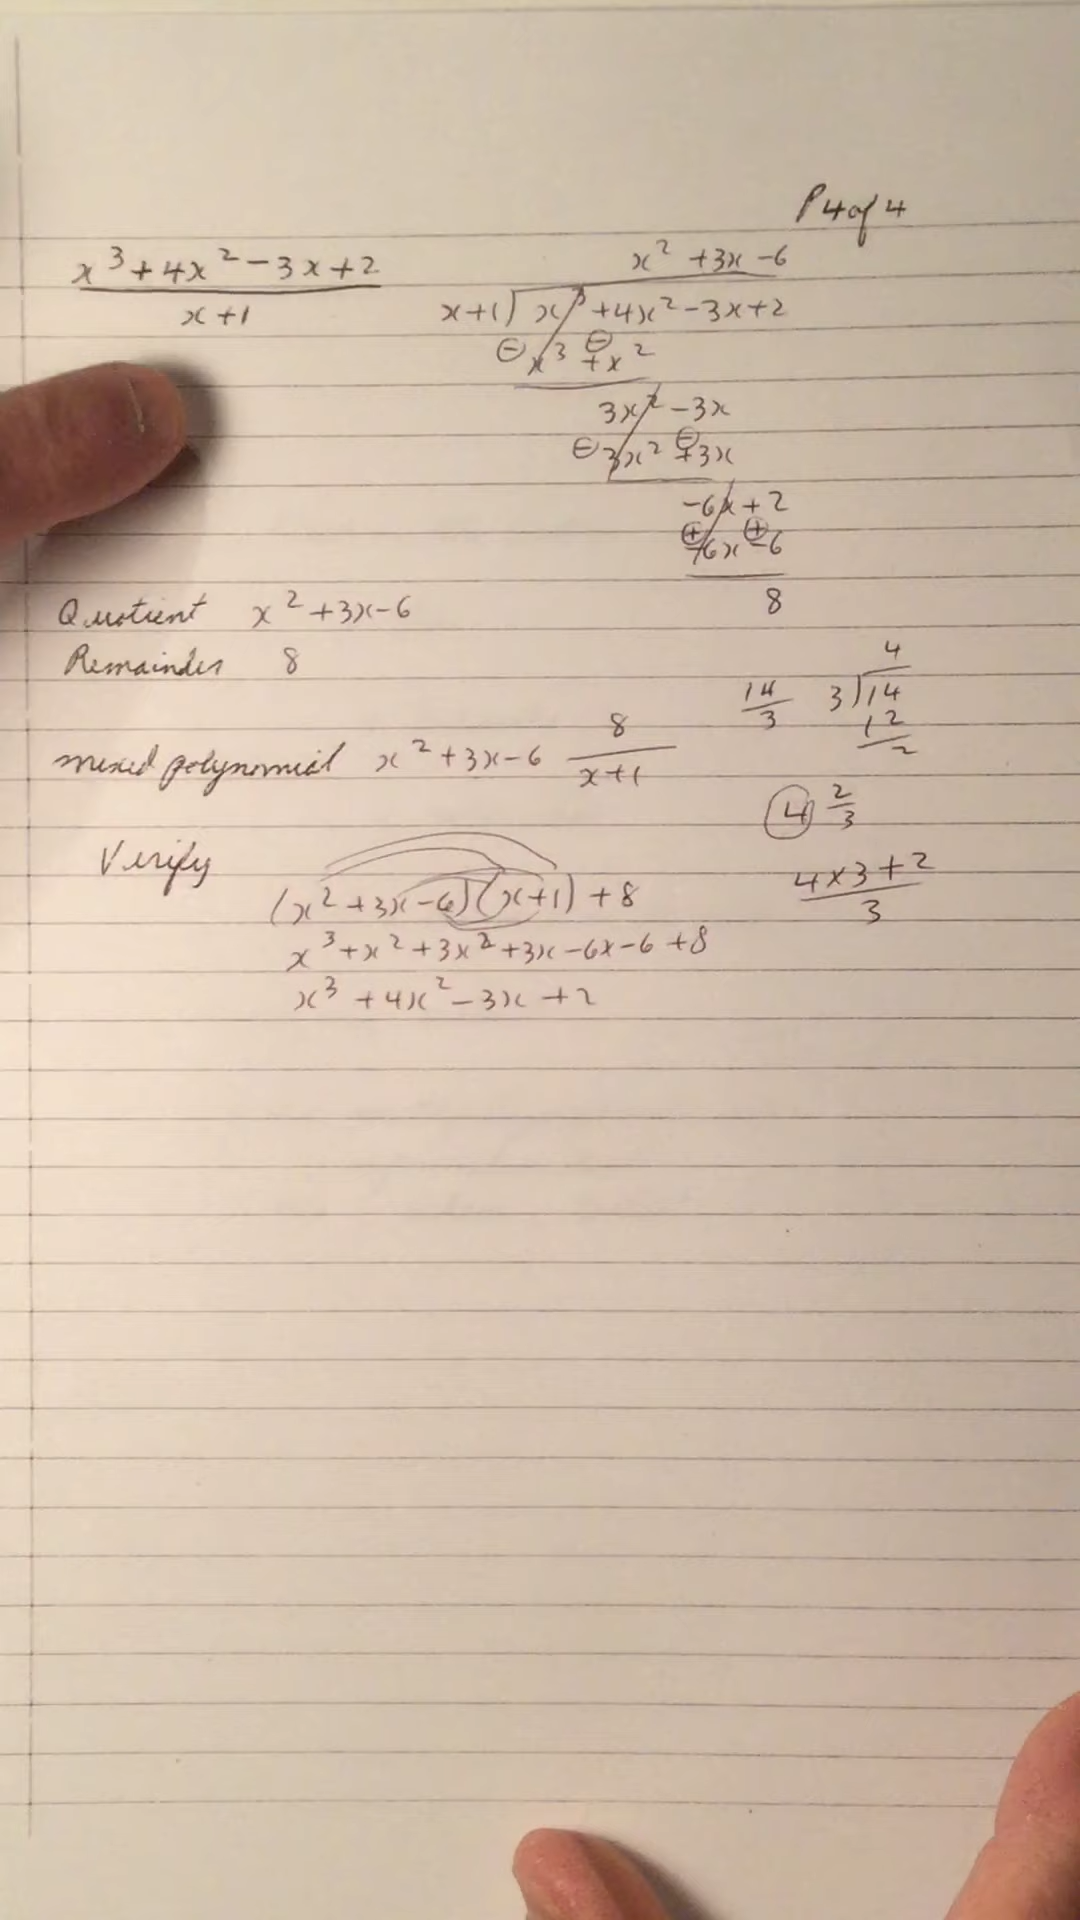 P 4 of 4
x³ + 4x² - 3x + 2
x + 1
x² + 3x - 6
x+1) x³ + 4x² - 3x + 2
⊖ x³ ⊖ + x²
3x² - 3x
⊖ 3x² ⊖ + 3x
-6x + 2
⊕ -6x ⊕ - 6
8
Quotient x² + 3x - 6
Remainder 8
14/3
4
3)14
12
2
mixed polynomial x² + 3x - 6 8/(x+1)
4 2/3
4 × 3 + 2
3
Verify
(x² + 3x - 6)(x + 1) + 8
x³ + x² + 3x² + 3x - 6x - 6 + 8
x³ + 4x² - 3x + 2